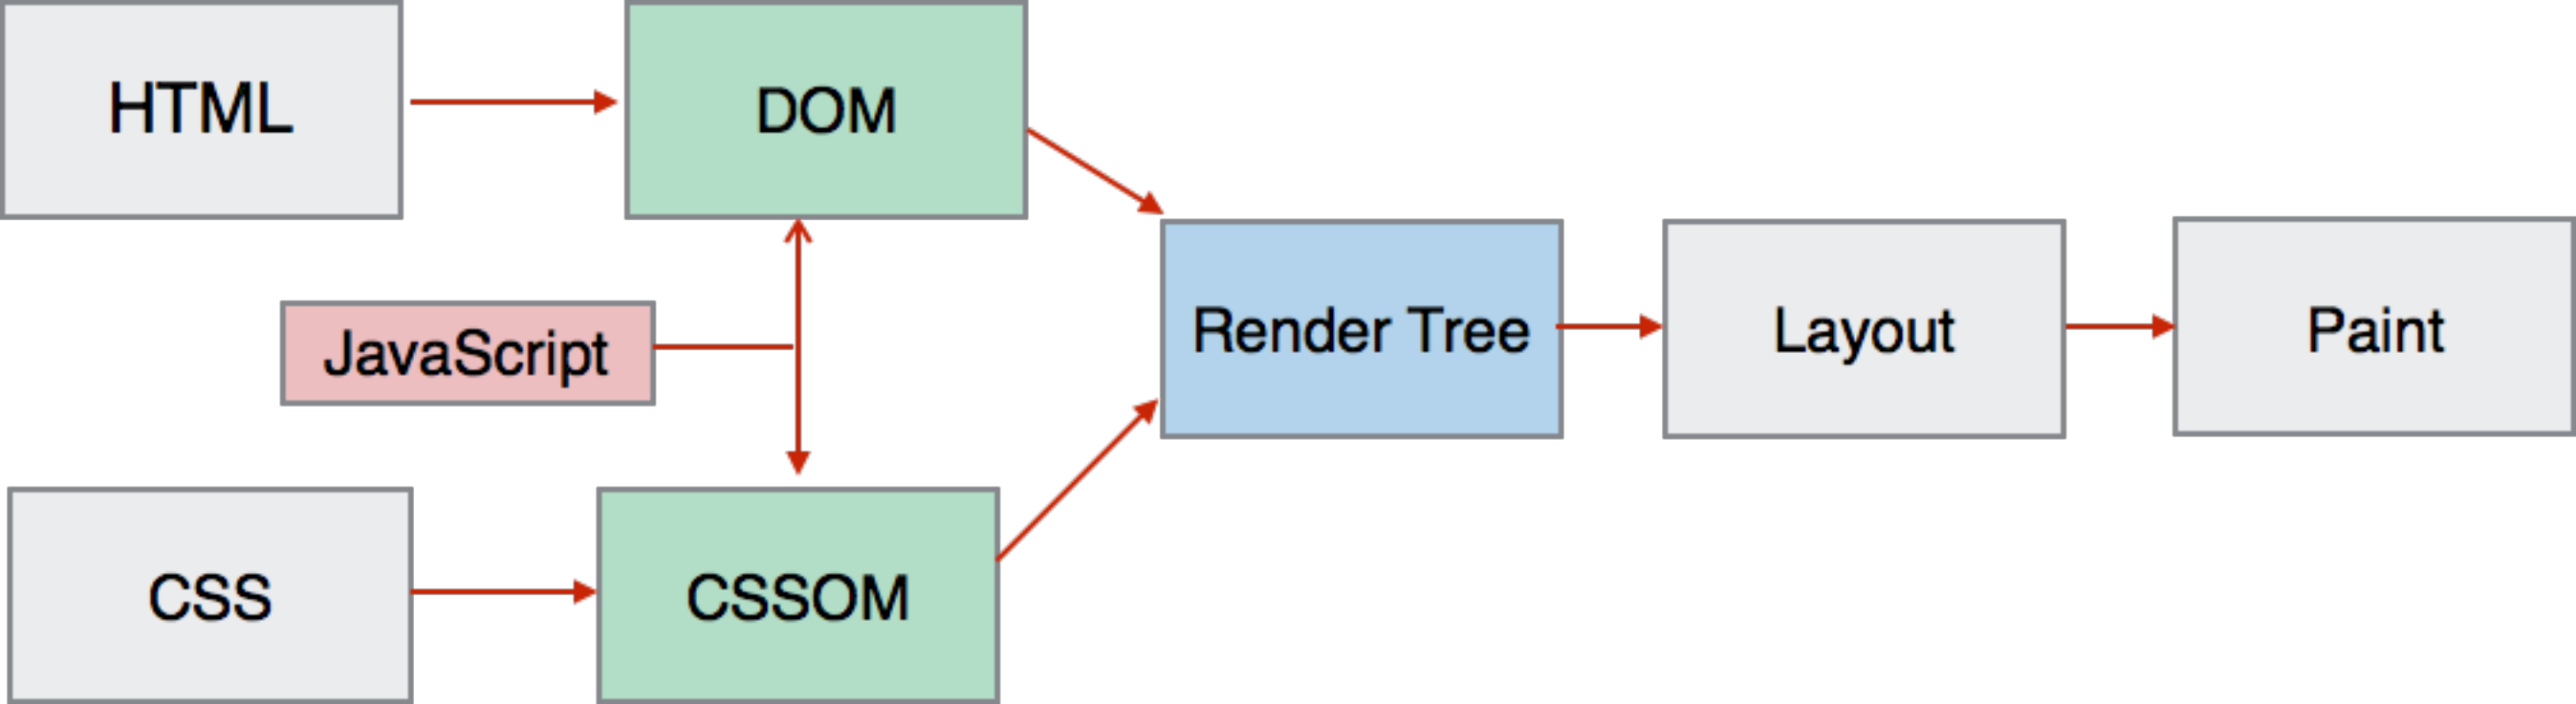 HTML
DOM
JavaScript
Render Tree
Layout
Paint
CSS
CSSOM